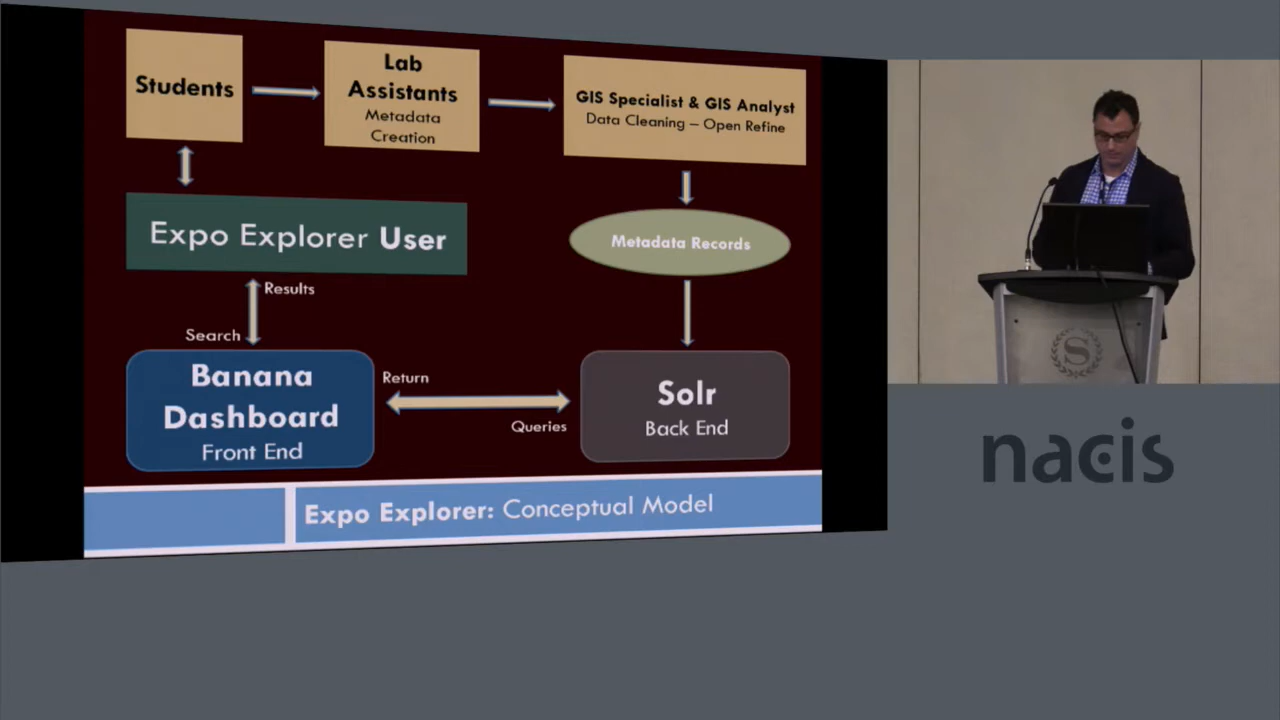 Students
Lab
Assistants
Metadata
Creation
GIS Specialist & GIS Analyst
Data Cleaning – Open Refine
Expo Explorer User
Metadata Records
Results
Search
Banana
Dashboard
Front End
Return
Queries
Solr
Back End
Expo Explorer: Conceptual Model
S
nacis